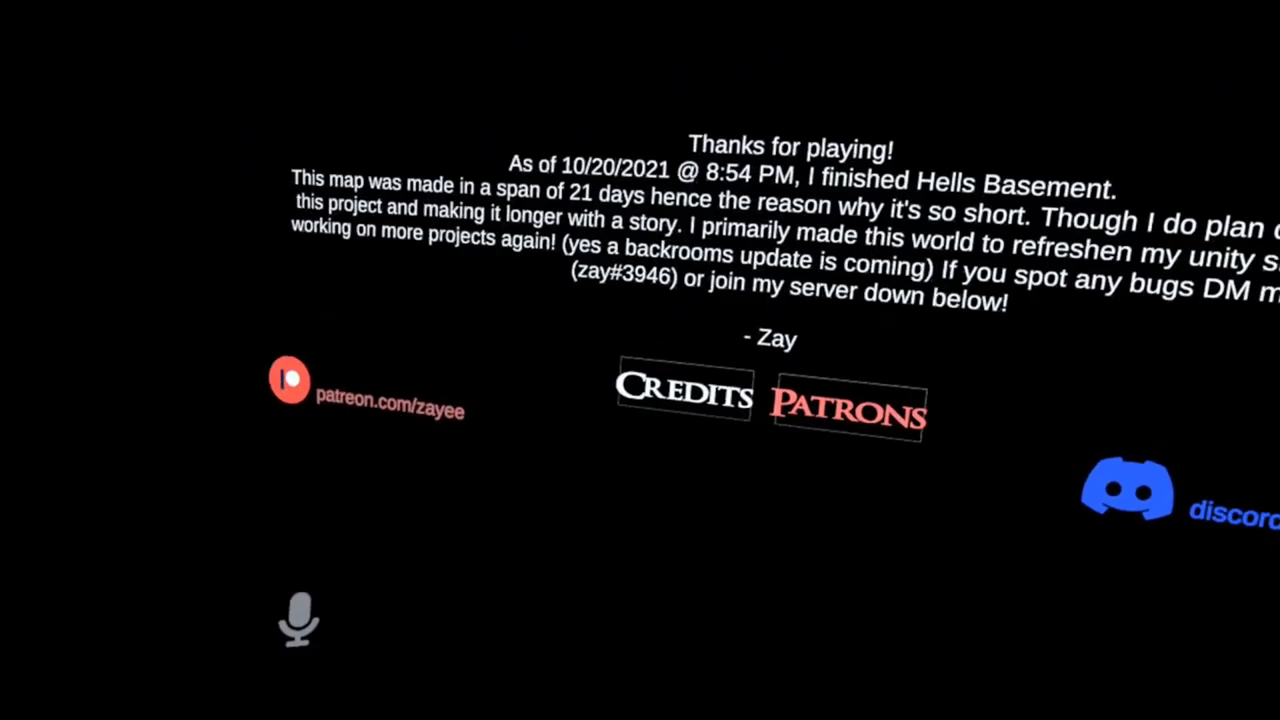 Thanks for playing!
As of 10/20/2021 @ 8:54 PM, I finished Hells Basement.
This map was made in a span of 21 days hence the reason why it's so short. Though I do plan
this project and making it longer with a story. I primarily made this world to refreshen my unity
working on more projects again! (yes a backrooms update is coming) If you spot any bugs DM
(zay#3946) or join my server down below!
- Zay
CREDITS PATRONS
patreon.com/zayee